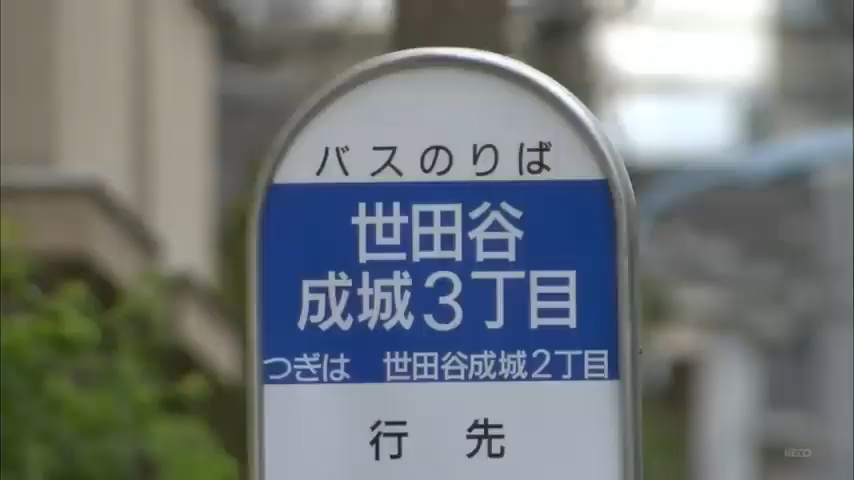 バスのりば
世田谷
成城3丁目
つぎは 世田谷成城2丁目
行先
NECO